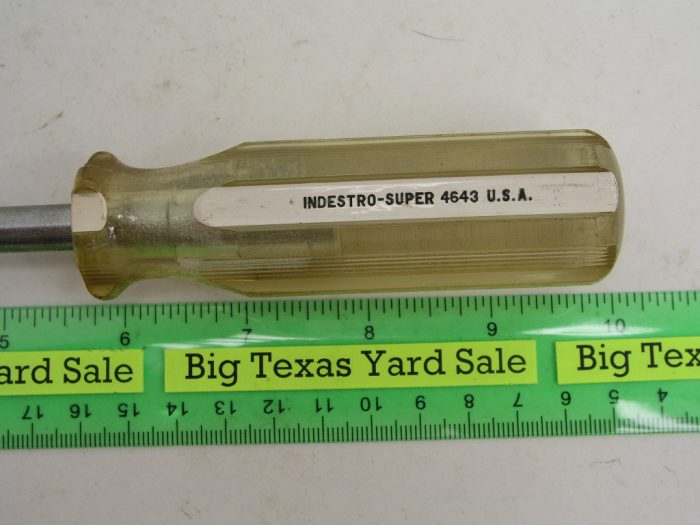 INDESTRO-SUPER 4643 U.S.A.
5 6 7 8 9 10
ard Sale
Big Texas Yard Sale
Big Tex
17 16 15 14 13 12 11 10 9 8 7 6 5 4